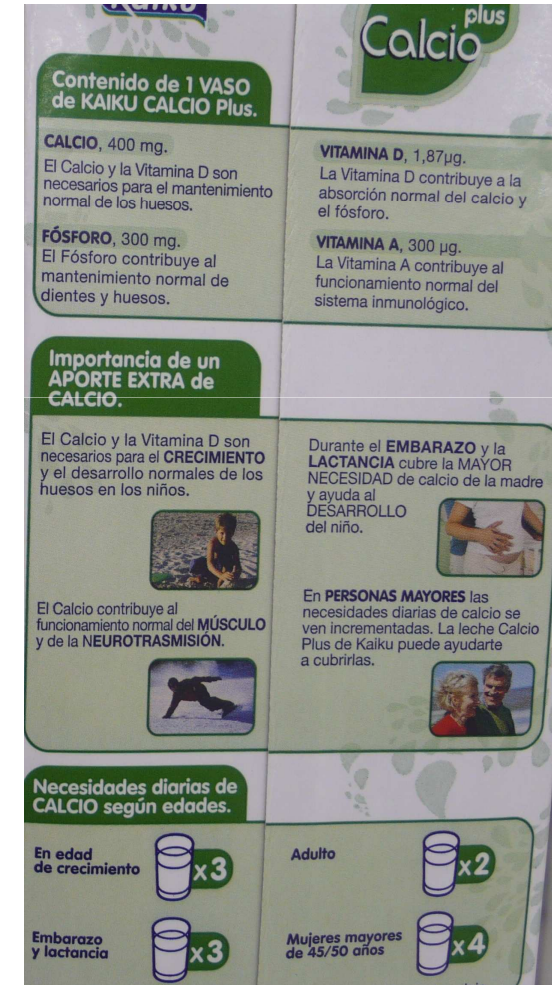 Kaiku
plus
Calcio
Contenido de 1 VASO
de KAIKU CALCIO Plus.
CALCIO, 400 mg.
El Calcio y la Vitamina D son
necesarios para el mantenimiento
normal de los huesos.
FÓSFORO, 300 mg.
El Fósforo contribuye al
mantenimiento normal de
dientes y huesos.
VITAMINA D, 1,87µg.
La Vitamina D contribuye a la
absorción normal del calcio y
el fósforo.
VITAMINA A, 300 µg.
La Vitamina A contribuye al
funcionamiento normal del
sistema inmunológico.
Importancia de un
APORTE EXTRA de
CALCIO.
El Calcio y la Vitamina D son
necesarios para el CRECIMIENTO
y el desarrollo normales de los
huesos en los niños.
El Calcio contribuye al
funcionamiento normal del MÚSCULO
y de la NEUROTRASMISIÓN.
Durante el EMBARAZO y la
LACTANCIA cubre la MAYOR
NECESIDAD de calcio de la madre
y ayuda al
DESARROLLO
del niño.
En PERSONAS MAYORES las
necesidades diarias de calcio se
ven incrementadas. La leche Calcio
Plus de Kaiku puede ayudarte
a cubrirlas.
Necesidades diarias de
CALCIO según edades.
En edad
de crecimiento
x3
Adulto
x2
Embarazo
y lactancia
x3
Mujeres mayores
de 45/50 años
x4